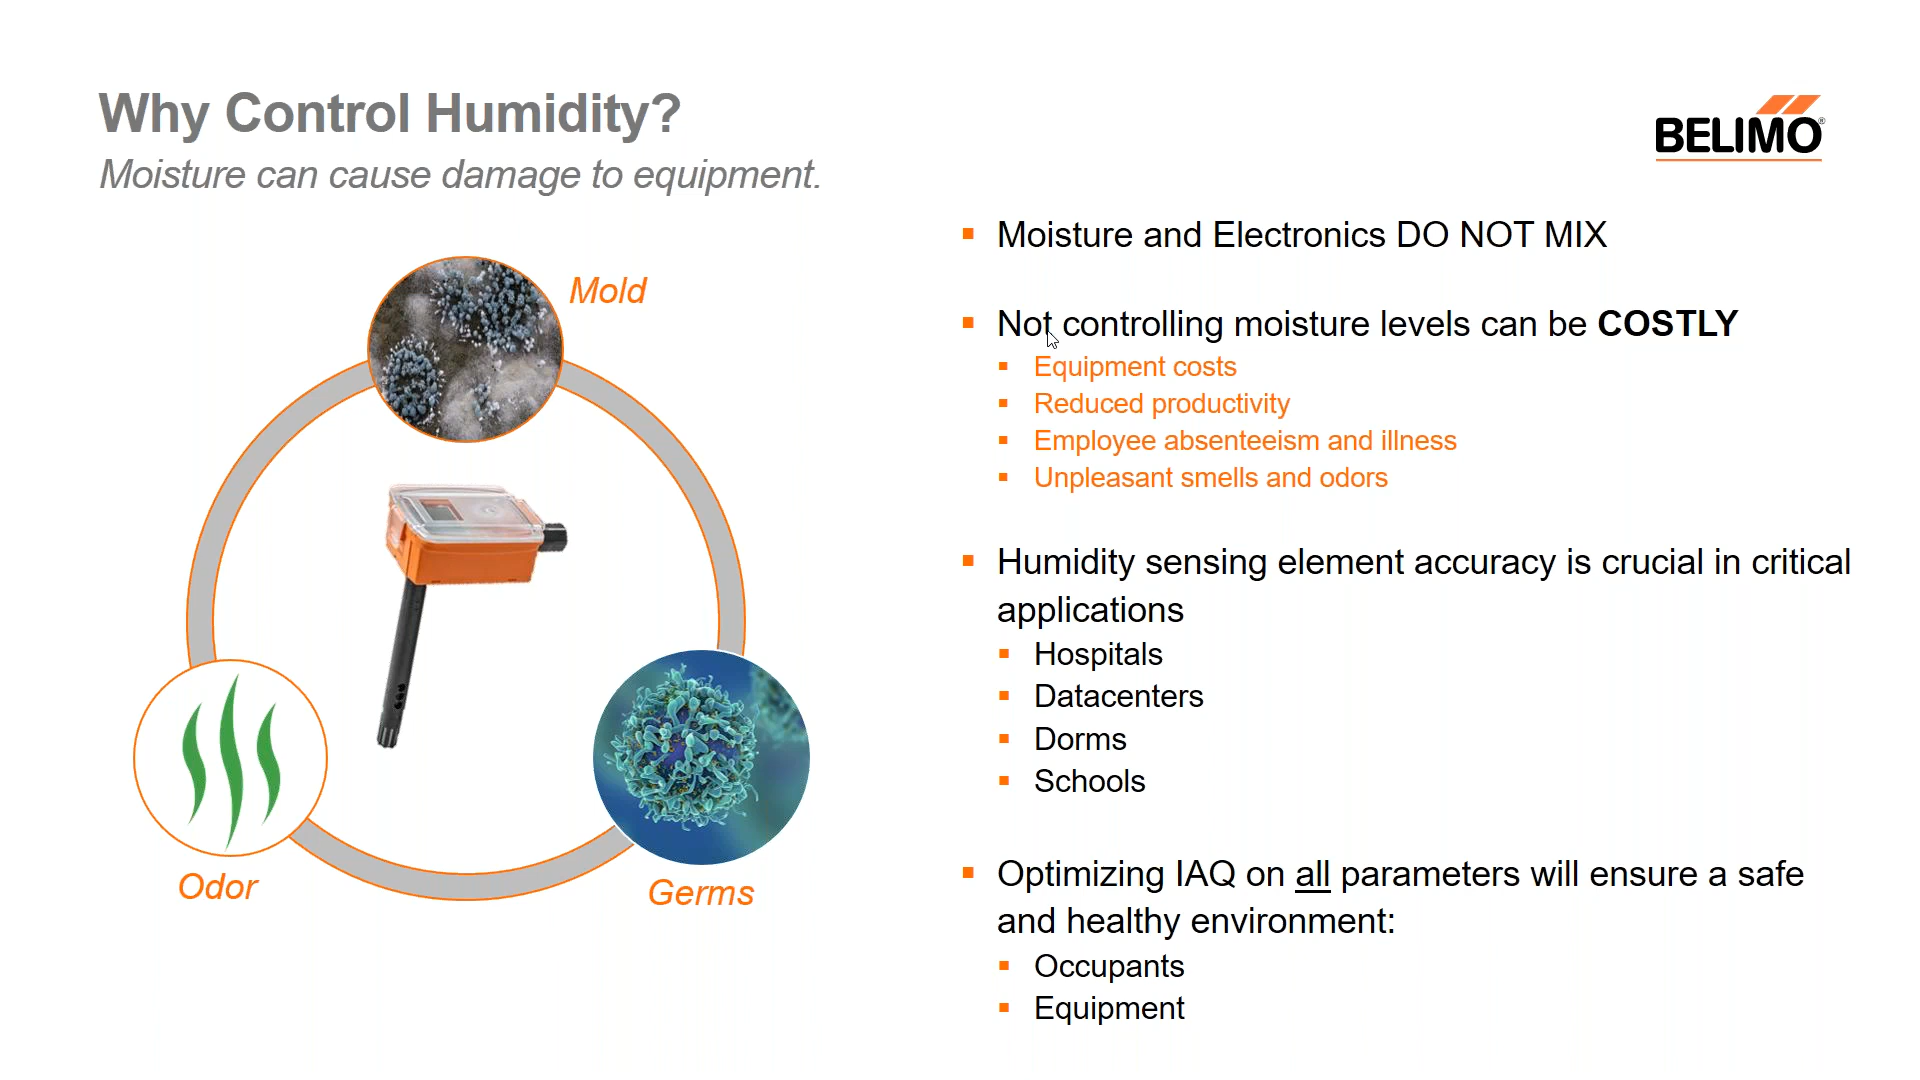 Why Control Humidity?
Moisture can cause damage to equipment.
BELIMO®
Mold
Odor
Germs
Moisture and Electronics DO NOT MIX
Not controlling moisture levels can be COSTLY
Equipment costs
Reduced productivity
Employee absenteeism and illness
Unpleasant smells and odors
Humidity sensing element accuracy is crucial in critical
applications
Hospitals
Datacenters
Dorms
Schools
Optimizing IAQ on all parameters will ensure a safe
and healthy environment:
Occupants
Equipment